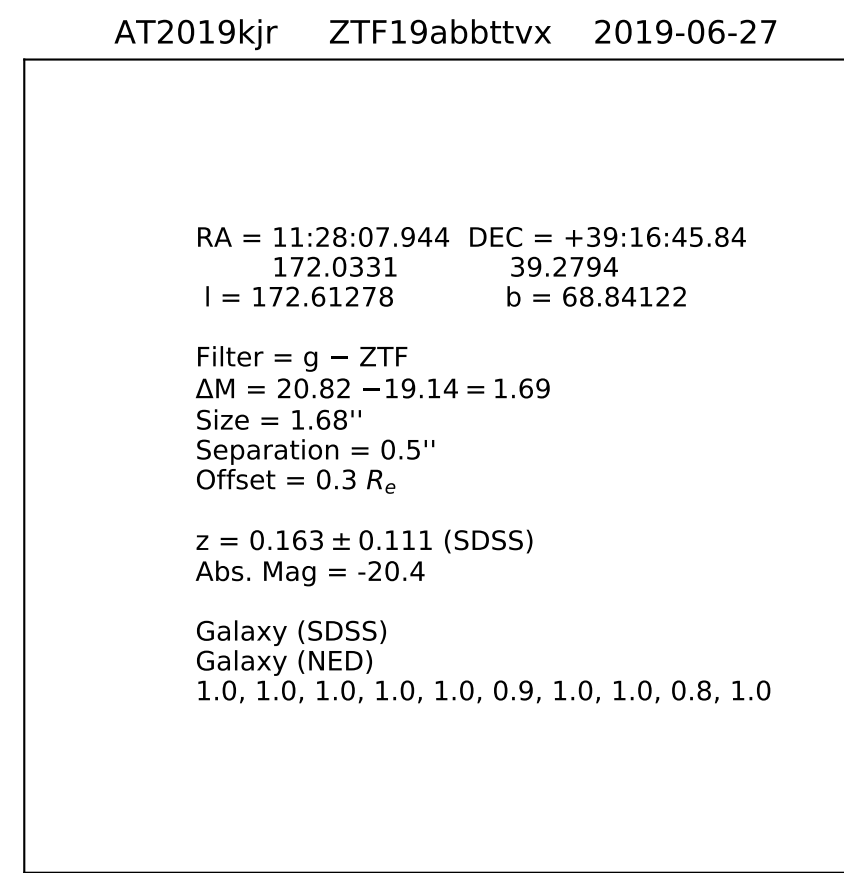 AT2019kjr ZTF19abbttvx 2019-06-27
RA = 11:28:07.944 DEC = +39:16:45.84
172.0331 39.2794
l = 172.61278 b = 68.84122
Filter = g − ZTF
ΔM = 20.82 −19.14 = 1.69
Size = 1.68''
Separation = 0.5''
Offset = 0.3 Re
z = 0.163 ± 0.111 (SDSS)
Abs. Mag = -20.4
Galaxy (SDSS)
Galaxy (NED)
1.0, 1.0, 1.0, 1.0, 1.0, 0.9, 1.0, 1.0, 0.8, 1.0